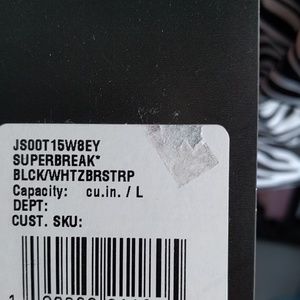 JS00T15W8EY
SUPERBREAK*
BLCK/WHTZBRSTRP
Capacity: cu.in. / L
DEPT:
CUST. SKU: